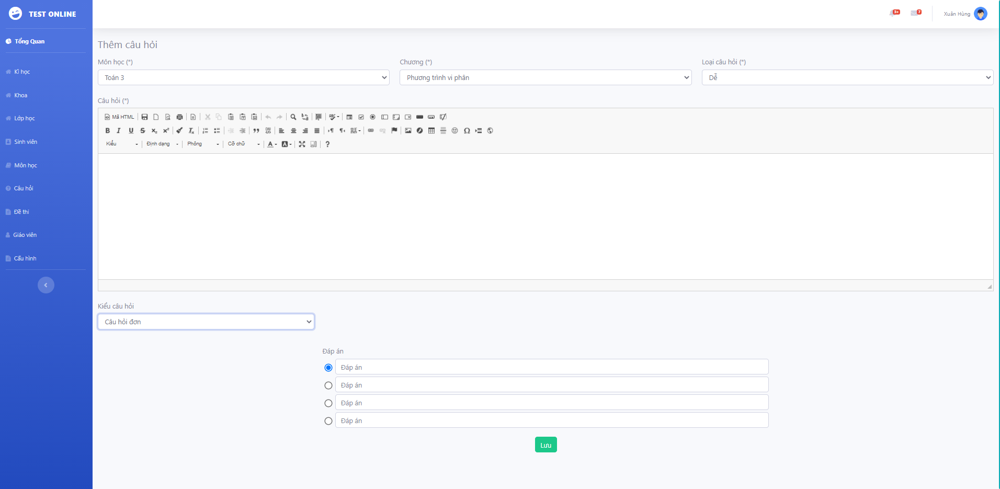 TEST ONLINE
3+
7
Xuân Hùng
Tổng Quan
Kì học
Khoa
Lớp học
Sinh viên
Môn học
Câu hỏi
Đề thi
Giáo viên
Cấu hình
Thêm câu hỏi
Môn học (*)
Chương (*)
Loại câu hỏi (*)
Toán 3
Phương trình vi phân
Dễ
Câu hỏi (*)
Mã HTML
Kiểu
Định dạng
Phông
Cỡ chữ
Kiểu câu hỏi
Câu hỏi đơn
Đáp án
Đáp án
Đáp án
Đáp án
Đáp án
Lưu